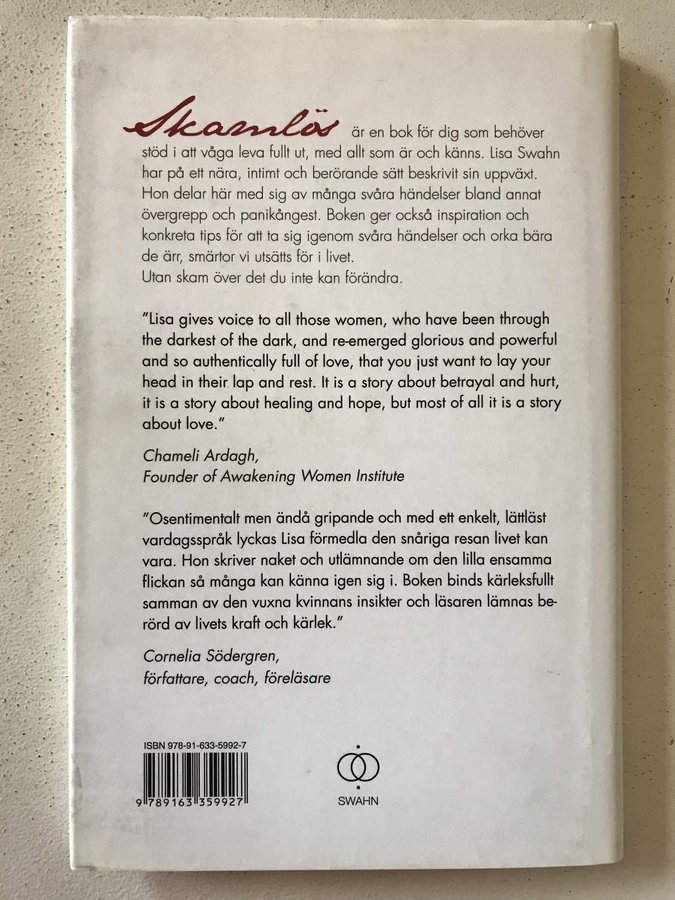 Skamlös är en bok för dig som behöver
stöd i att våga leva fullt ut, med allt som är och känns. Lisa Swahn
har på ett nära, intimt och berörande sätt beskrivit sin uppväxt.
Hon delar här med sig av många svåra händelser bland annat
övergrepp och panikångest. Boken ger också inspiration och
konkreta tips för att ta sig igenom svåra händelser och orka bära
de ärr, smärtor vi utsätts för i livet.
Utan skam över det du inte kan förändra.
”Lisa gives voice to all those women, who have been through
the darkest of the dark, and re-emerged glorious and powerful
and so authentically full of love, that you just want to lay your
head in their lap and rest. It is a story about betrayal and hurt,
it is a story about healing and hope, but most of all it is a story
about love.”
Chameli Ardagh,
Founder of Awakening Women Institute
”Osentimentalt men ändå gripande och med ett enkelt, lättläst
vardagsspråk lyckas Lisa förmedla den snåriga resan livet kan
vara. Hon skriver naket och utlämnande om den lilla ensamma
flickan så många kan känna igen sig i. Boken binds kärleksfullt
samman av den vuxna kvinnans insikter och läsaren lämnas be-
rörd av livets kraft och kärlek.”
Cornelia Södergren,
författare, coach, föreläsare
ISBN 978-91-633-5992-7
9 789163 359927
SWAHN